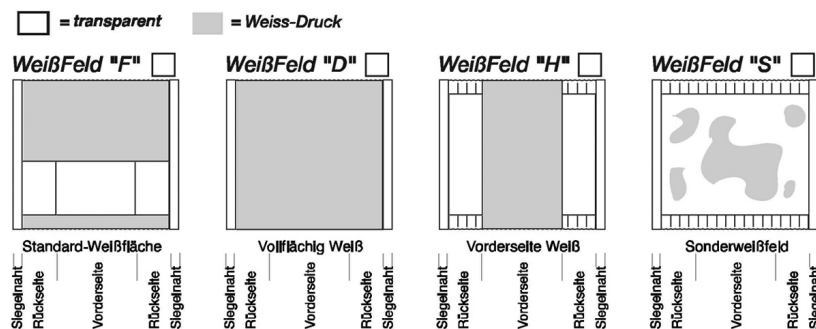 = transparent
= Weiss-Druck
WeißFeld "F"
WeißFeld "D"
WeißFeld "H"
WeißFeld "S"
Standard-Weißfläche
Vollflächig Weiß
Vorderseite Weiß
Sonderweißfeld
Siegelnaht
Rückseite
Vorderseite
Rückseite
Siegelnaht
Siegelnaht
Rückseite
Vorderseite
Rückseite
Siegelnaht
Siegelnaht
Rückseite
Vorderseite
Rückseite
Siegelnaht
Siegelnaht
Rückseite
Vorderseite
Rückseite
Siegelnaht